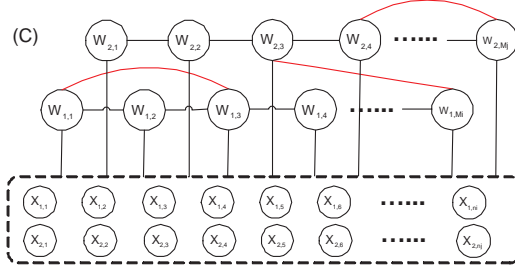 (C)
W2,1 W2,2 W2,3 W2,4 ...... W2,Mj
W1,1 W1,2 W1,3 W1,4 ...... W1,Mi
X1,1 X1,2 X1,3 X1,4 X1,5 X1,6 ...... X1,ni
X2,1 X2,2 X2,3 X2,4 X2,5 X2,6 ...... X2,nj